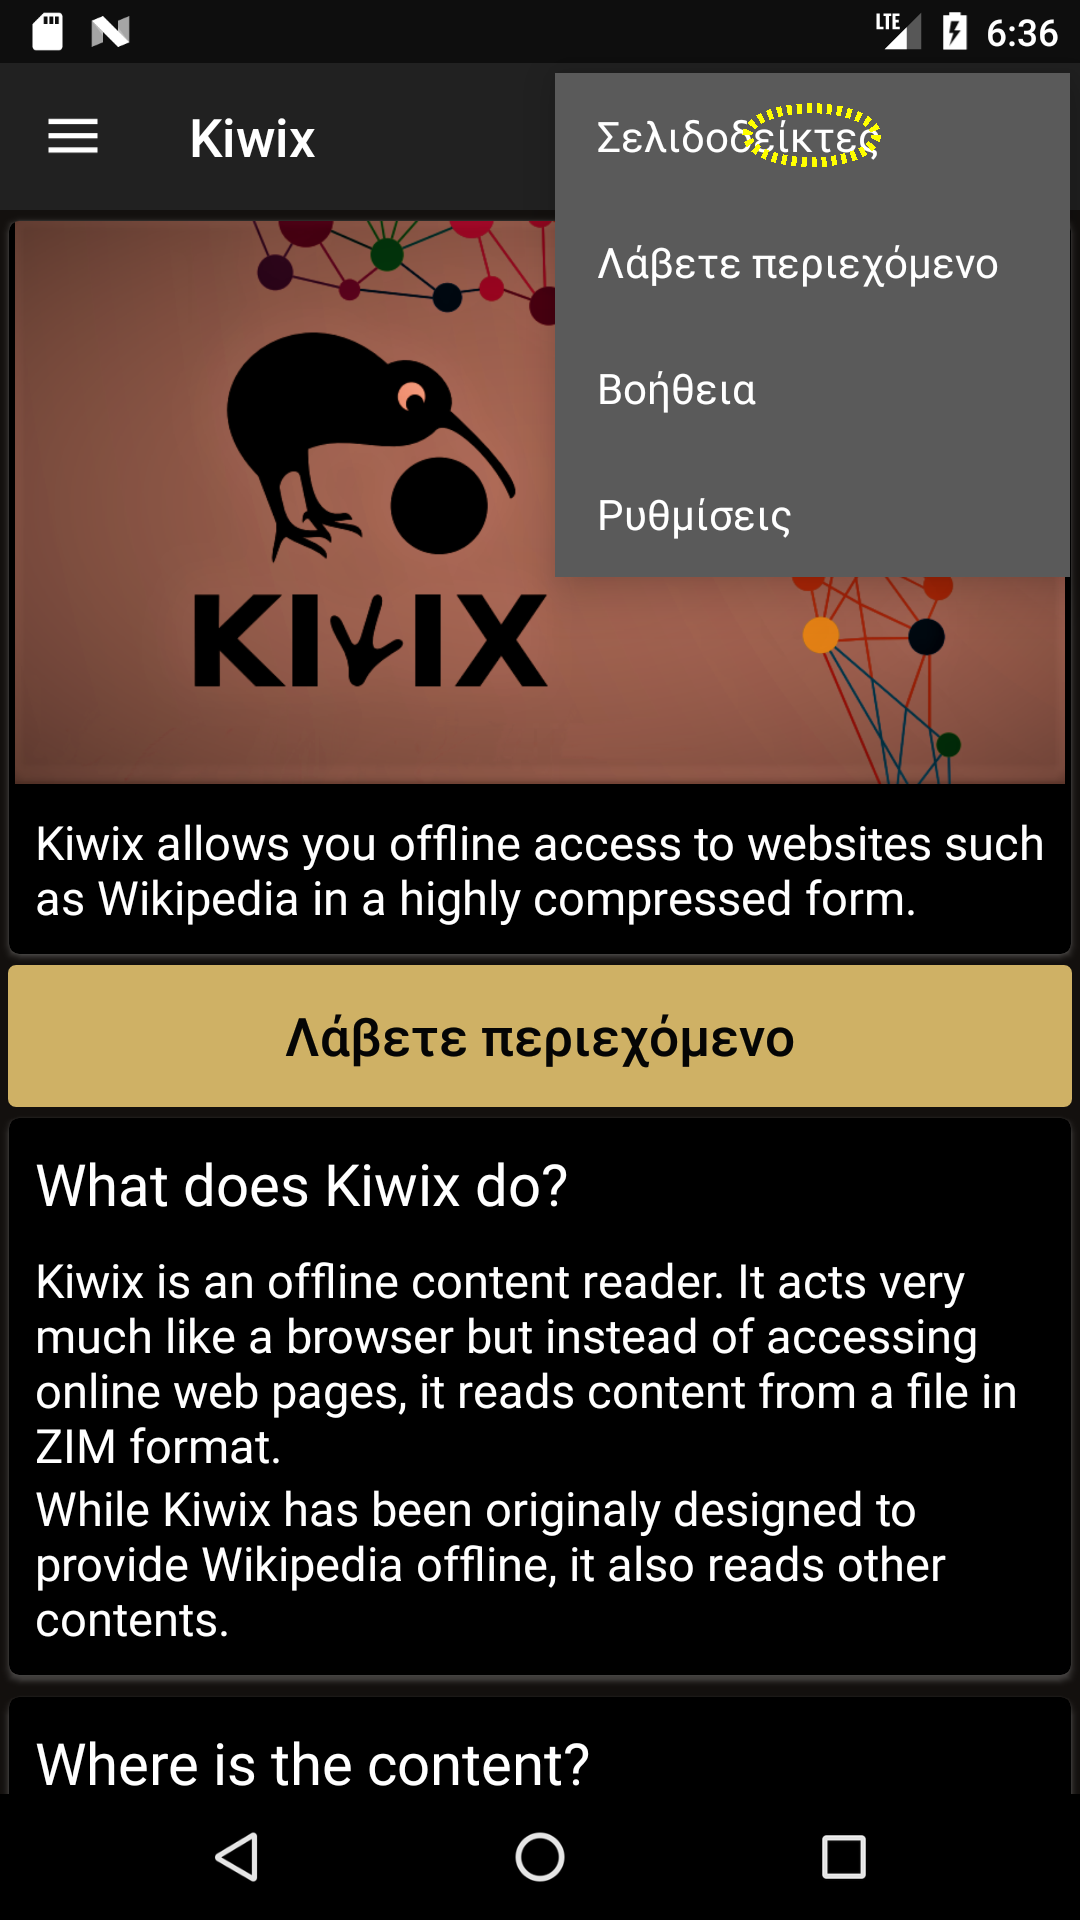 LTE 6:36
Kiwix
Σελιδοδείκτες
Λάβετε περιεχόμενο
Βοήθεια
Ρυθμίσεις
KIWIX
Kiwix allows you offline access to websites such
as Wikipedia in a highly compressed form.
Λάβετε περιεχόμενο
What does Kiwix do?
Kiwix is an offline content reader. It acts very
much like a browser but instead of accessing
online web pages, it reads content from a file in
ZIM format.
While Kiwix has been originaly designed to
provide Wikipedia offline, it also reads other
contents.
Where is the content?